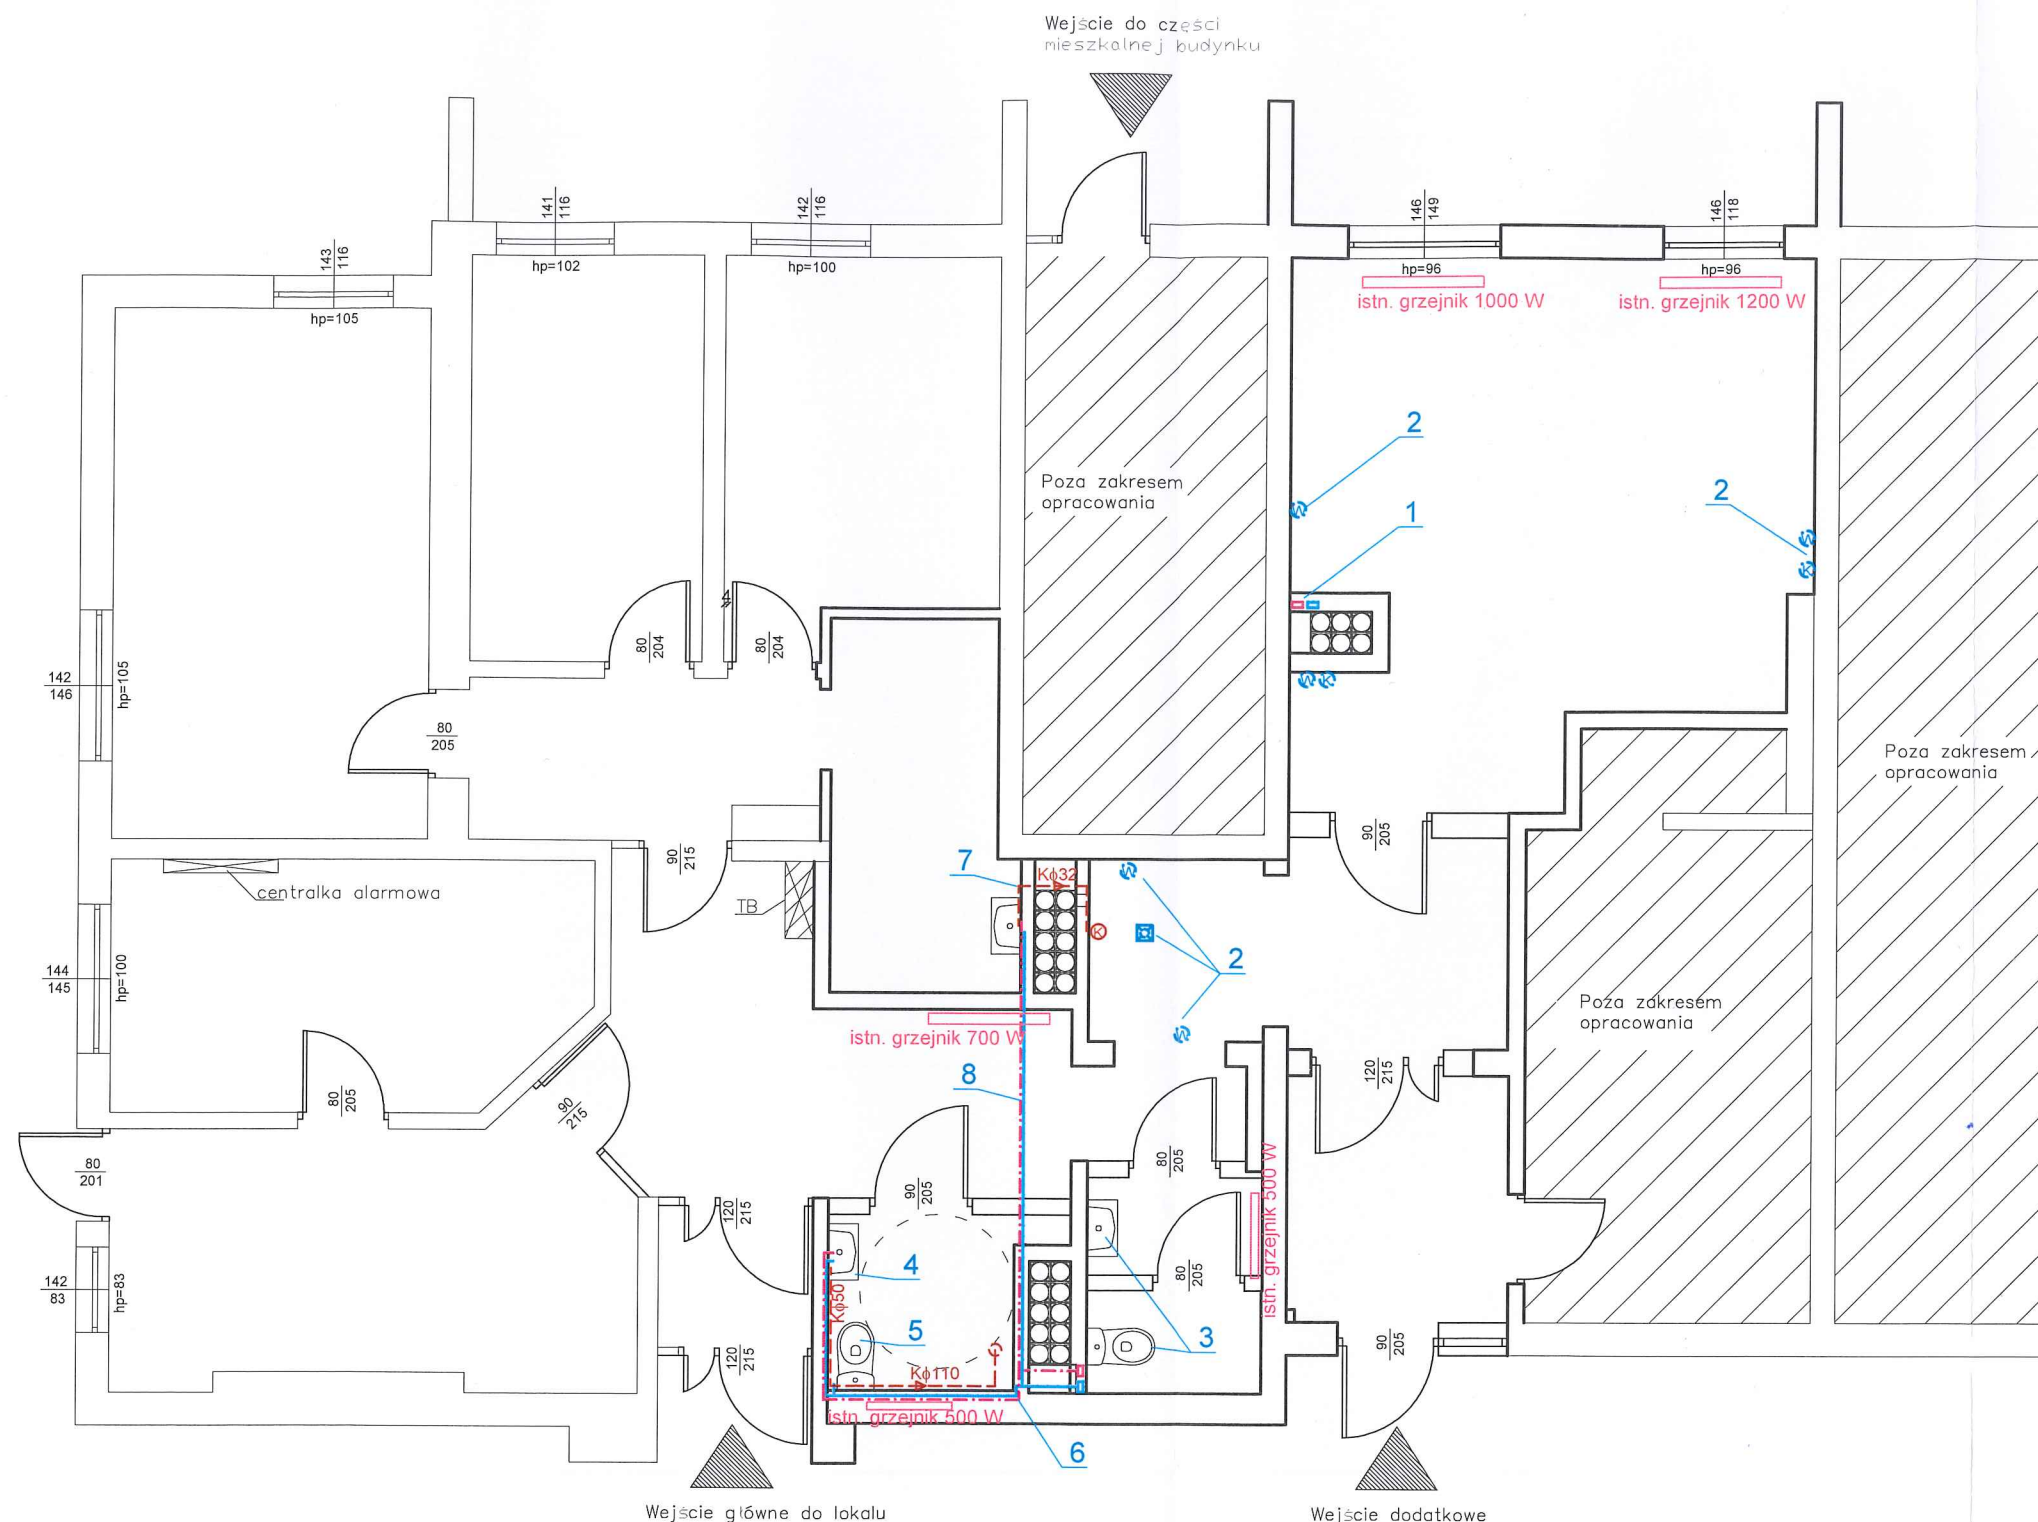 Wejście do części
mieszkalnej budynku
143
116
hp=105
141
116
hp=102
142
116
hp=100
146
149
hp=96
146
118
hp=96
istn. grzejnik 1000 W
istn. grzejnik 1200 W
2
Poza zakresem
opracowania
1
2
80
204
80
204
142
146
hp=105
80
205
Poza zakresem
opracowania
90
215
90
205
7
Kϕ32
centralka alarmowa
TB
K
2
144
145
hp=100
Poza zakresem
opracowania
istn. grzejnik 700 W
8
80
205
90
215
120
215
80
201
80
205
90
205
istn. grzejnik 500 W
120
215
4
142
83
hp=83
Kϕ50
80
205
5
3
120
215
90
205
Kϕ110
istn. grzejnik 500 W
6
Wejście główne do lokalu
Wejście dodatkowe